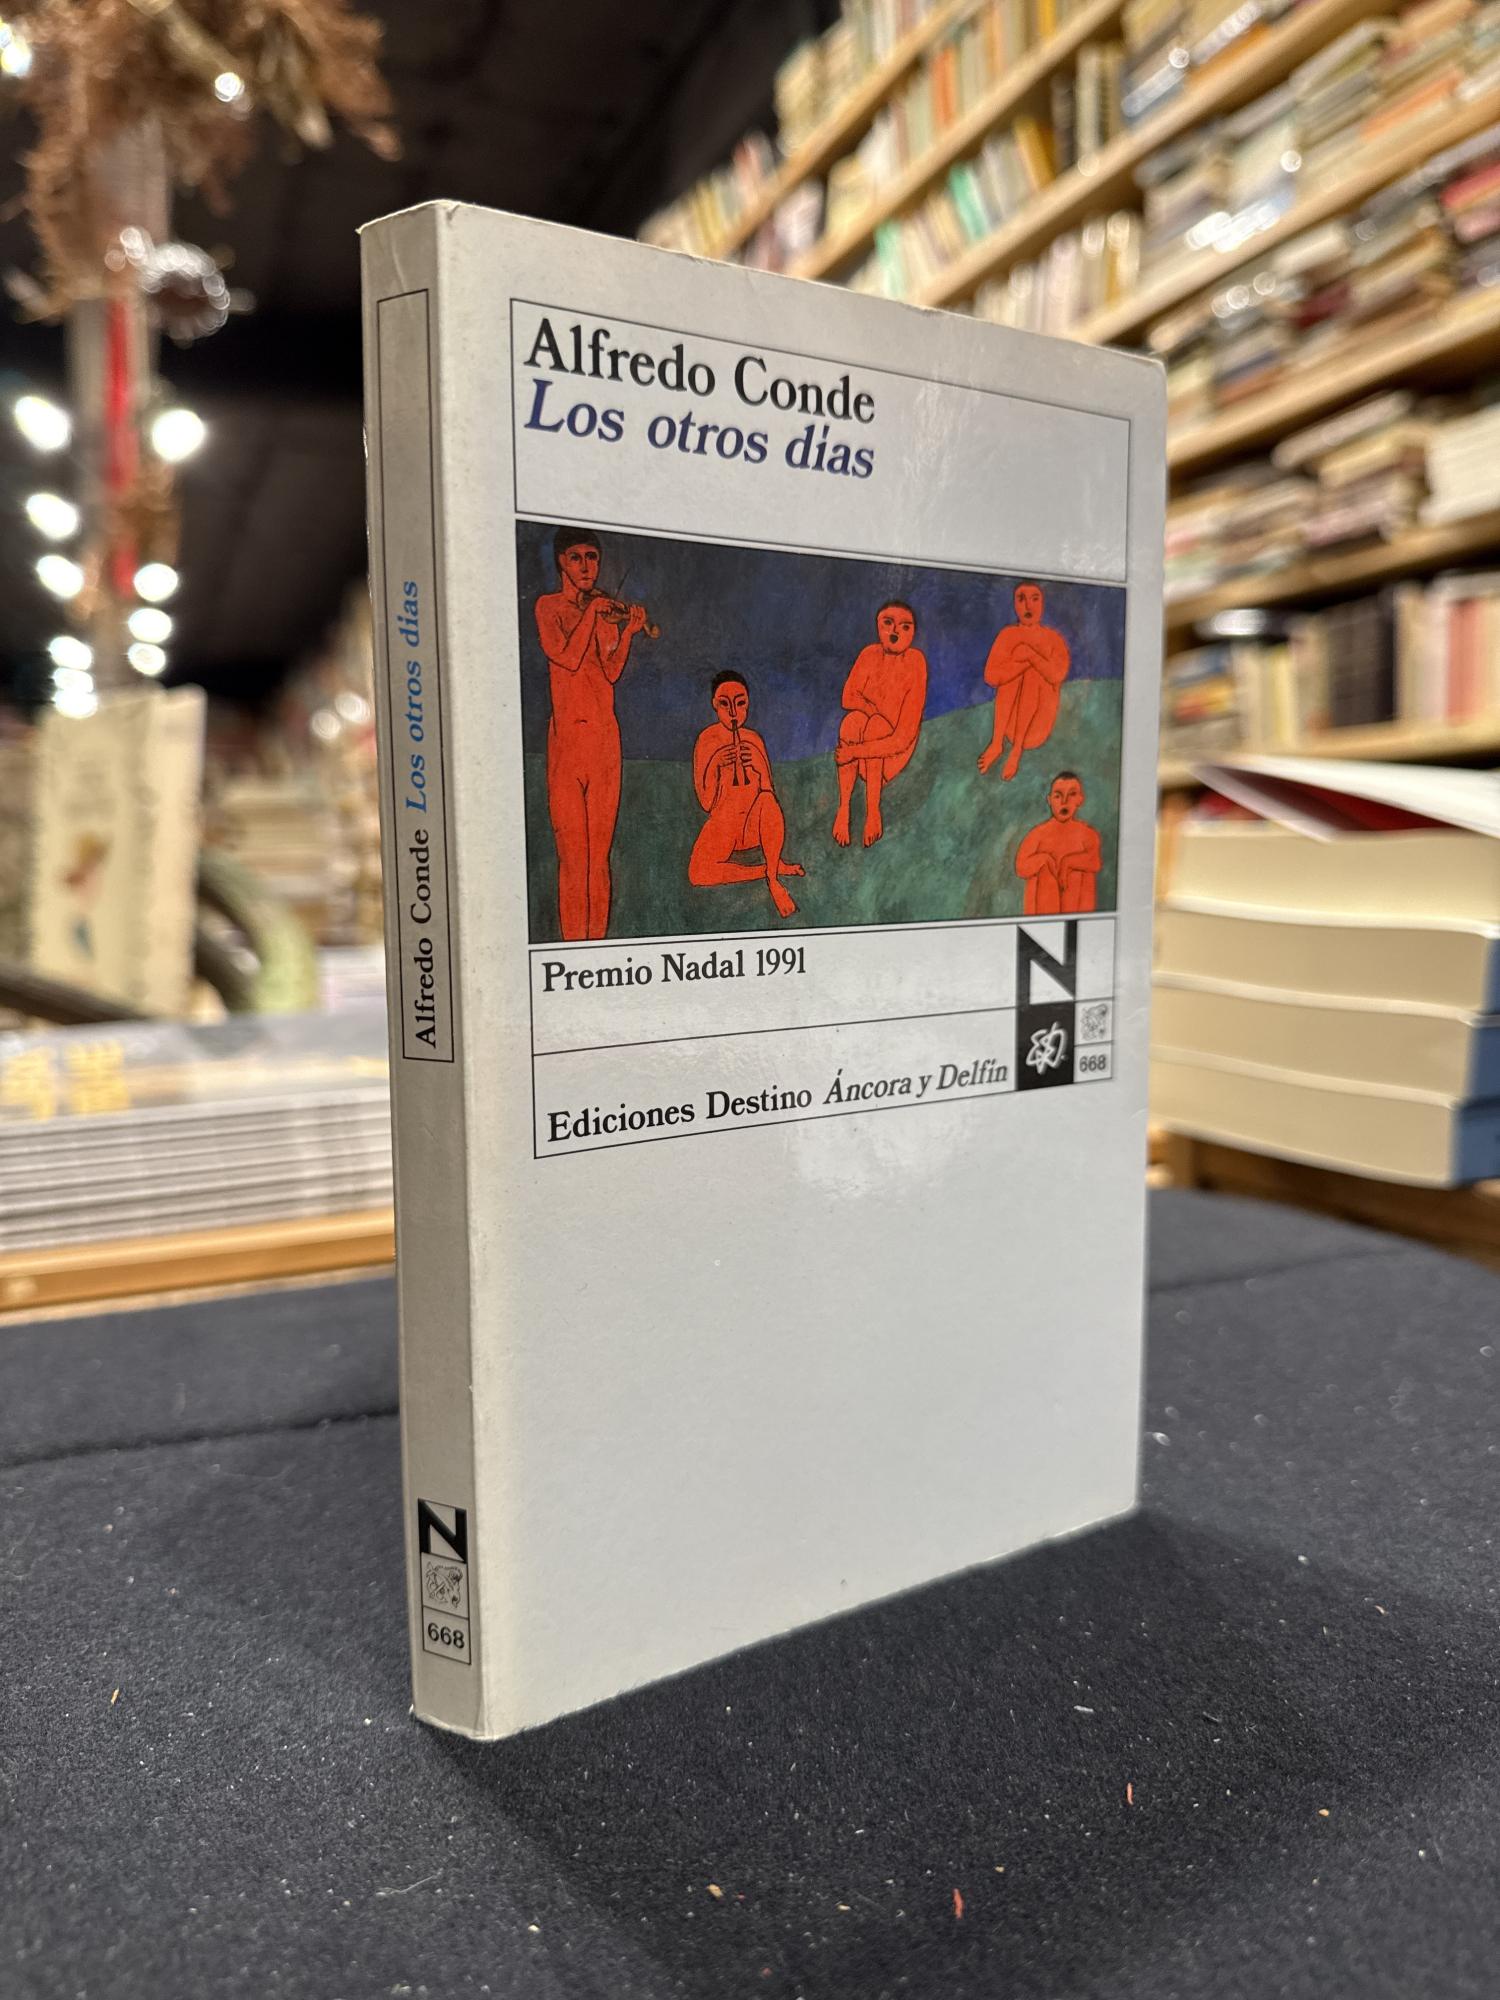 Alfredo Conde
Los otros días
Premio Nadal 1991
N
668
Ediciones Destino Áncora y Delfín
Alfredo Conde Los otros días
N
668